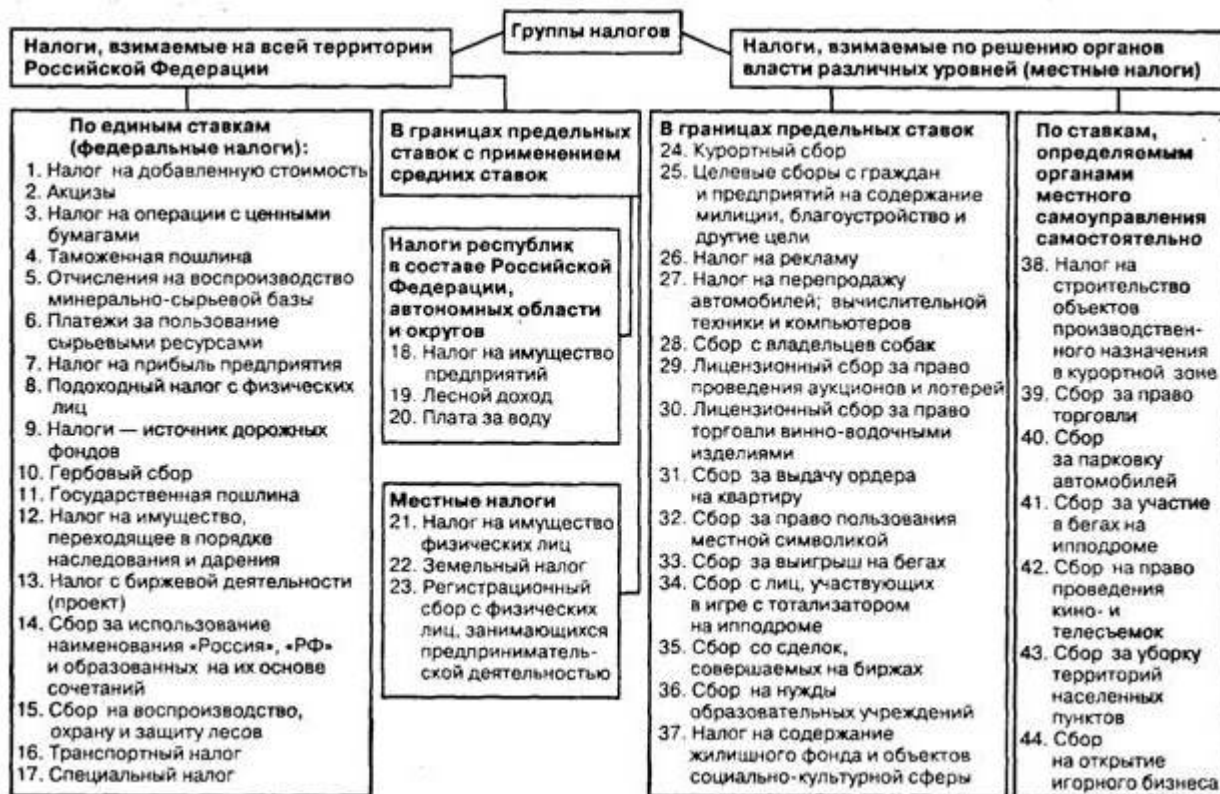 Группы налогов
Налоги, взимаемые на всей территории
Российской Федерации
Налоги, взимаемые по решению органов
власти различных уровней (местные налоги)
По единым ставкам
(федеральные налоги):
1. Налог на добавленную стоимость
2. Акцизы
3. Налог на операции с ценными
бумагами
4. Таможенная пошлина
5. Отчисления на воспроизводство
минерально-сырьевой базы
6. Платежи за пользование
сырьевыми ресурсами
7. Налог на прибыль предприятия
8. Подоходный налог с физических
лиц
9. Налоги — источник дорожных
фондов
10. Гербовый сбор
11. Государственная пошлина
12. Налог на имущество,
переходящее в порядке
наследования и дарения
13. Налог с биржевой деятельности
(проект)
14. Сбор за использование
наименования «Россия», «РФ»
и образованных на их основе
сочетаний
15. Сбор на воспроизводство,
охрану и защиту лесов
16. Транспортный налог
17. Специальный налог
В границах предельных
ставок с применением
средних ставок
Налоги республик
в составе Российской
Федерации,
автономных области
и округов
18. Налог на имущество
предприятий
19. Лесной доход
20. Плата за воду
Местные налоги
21. Налог на имущество
физических лиц
22. Земельный налог
23. Регистрационный
сбор с физических
лиц, занимающихся
предприниматель-
ской деятельностью
В границах предельных ставок
24. Курортный сбор
25. Целевые сборы с граждан
и предприятий на содержание
милиции, благоустройство и
другие цели
26. Налог на рекламу
27. Налог на перепродажу
автомобилей; вычислительной
техники и компьютеров
28. Сбор с владельцев собак
29. Лицензионный сбор за право
проведения аукционов и лотерей
30. Лицензионный сбор за право
торговли винно-водочными
изделиями
31. Сбор за выдачу ордера
на квартиру
32. Сбор за право пользования
местной символикой
33. Сбор за выигрыш на бегах
34. Сбор с лиц, участвующих
в игре с тотализатором
на ипподроме
35. Сбор со сделок,
совершаемых на биржах
36. Сбор на нужды
образовательных учреждений
37. Налог на содержание
жилищного фонда и объектов
социально-культурной сферы
По ставкам,
определяемым
органами
местного
самоуправления
самостоятельно
38. Налог на
строительство
объектов
производствен-
ного назначения
в курортной зоне
39. Сбор за право
торговли
40. Сбор
за парковку
автомобилей
41. Сбор за участие
в бегах на
ипподроме
42. Сбор на право
проведения
кино- и
телесъемок
43. Сбор за уборку
территорий
населенных
пунктов
44. Сбор
на открытие
игорного бизнеса